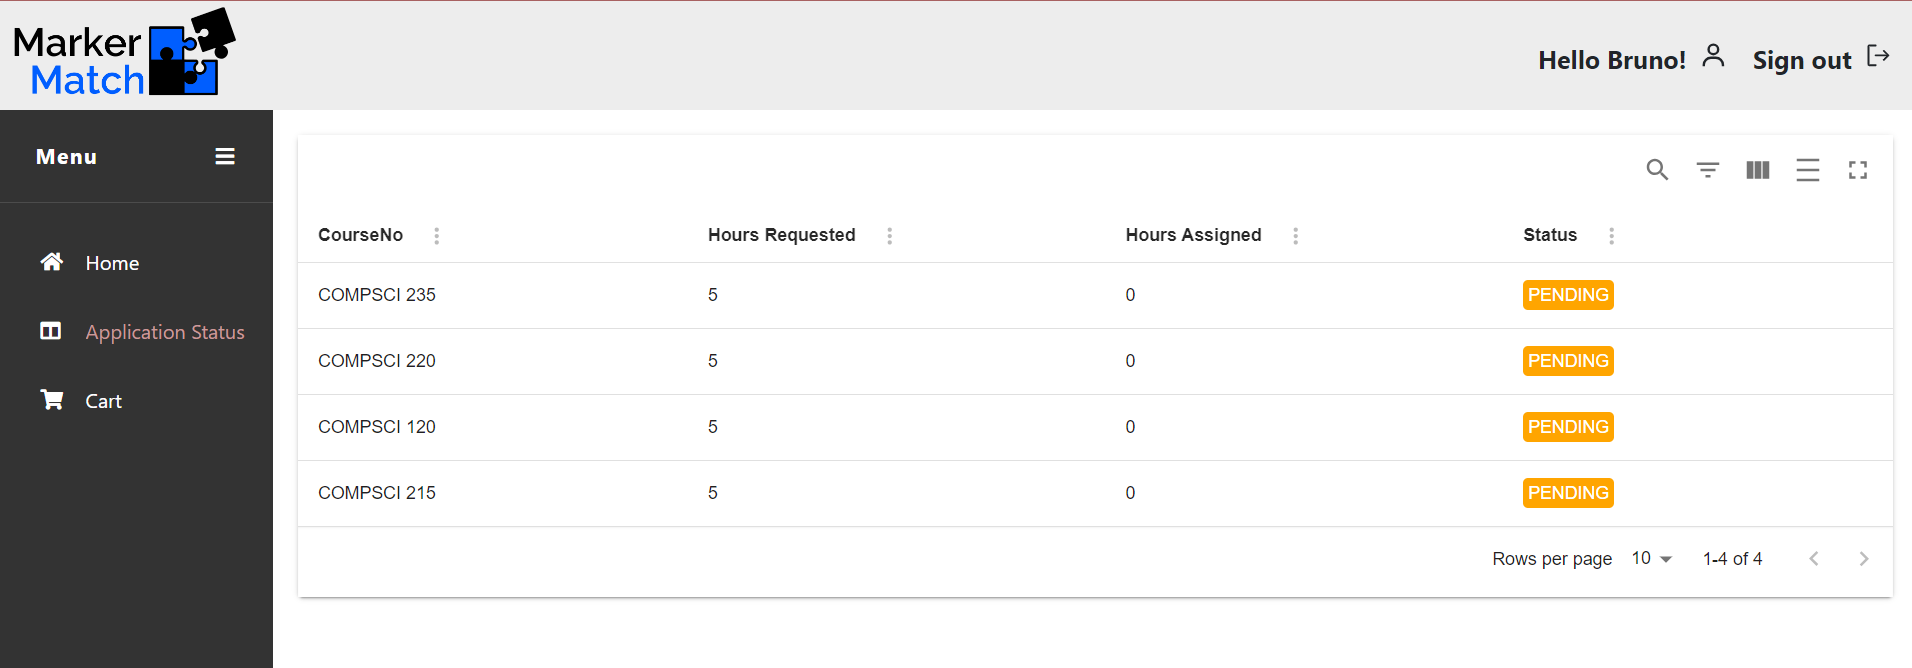 Marker
Match
Hello Bruno! Sign out
Menu
Home
Application Status
Cart
CourseNo Hours Requested Hours Assigned Status
COMPSCI 235 5 0 PENDING
COMPSCI 220 5 0 PENDING
COMPSCI 120 5 0 PENDING
COMPSCI 215 5 0 PENDING
Rows per page 10 1-4 of 4